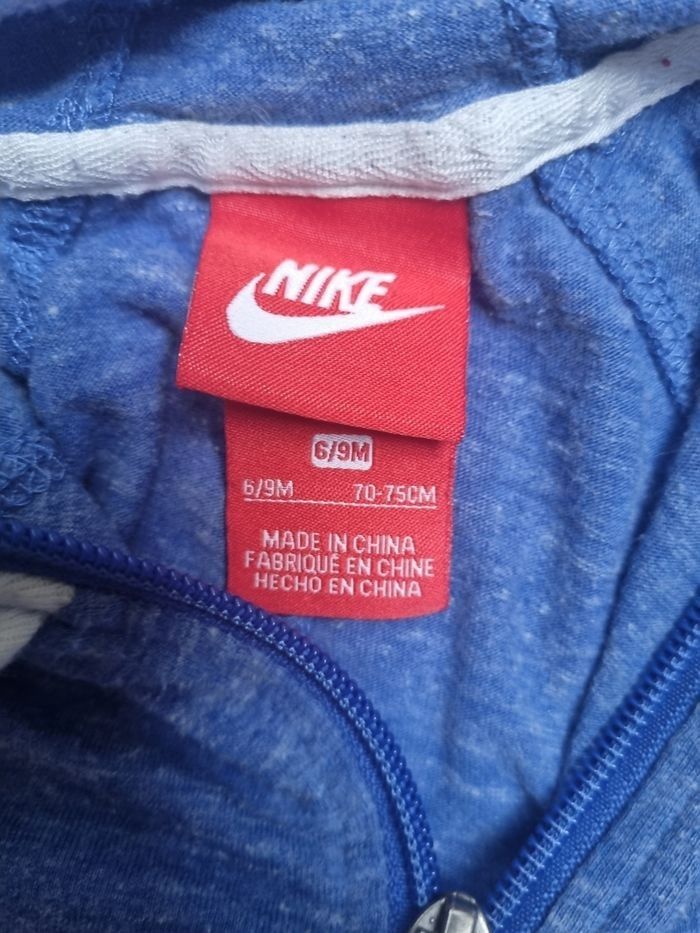 NIKE
6/9M
6/9M 70-75CM
MADE IN CHINA
FABRIQUÉ EN CHINE
HECHO EN CHINA